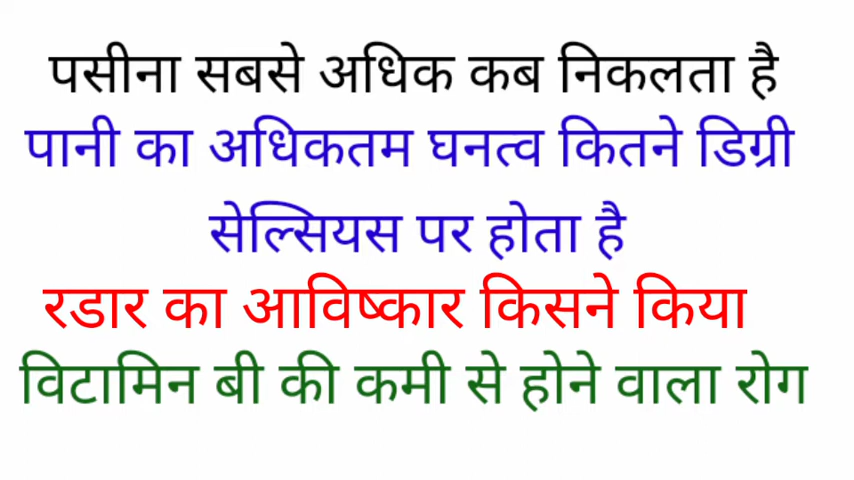 पसीना सबसे अधिक कब निकलता है
पानी का अधिकतम घनत्व कितने डिग्री
सेल्सियस पर होता है
रडार का आविष्कार किसने किया
विटामिन बी की कमी से होने वाला रोग